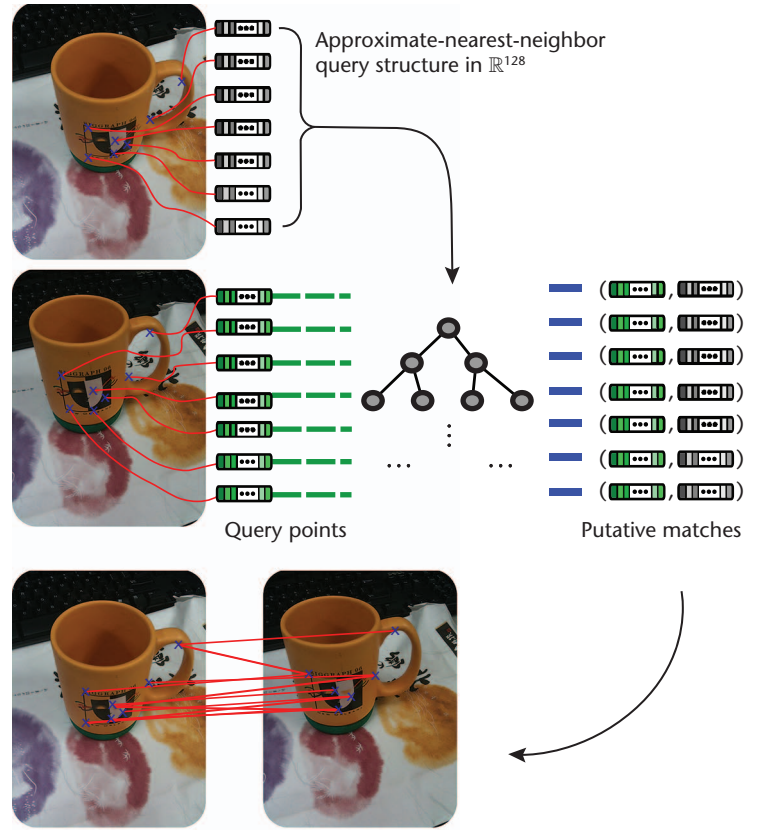 Approximate-nearest-neighbor
query structure in ℝ¹²⁸
( , )
( , )
( , )
( , )
( , )
( , )
( , )
Query points
Putative matches